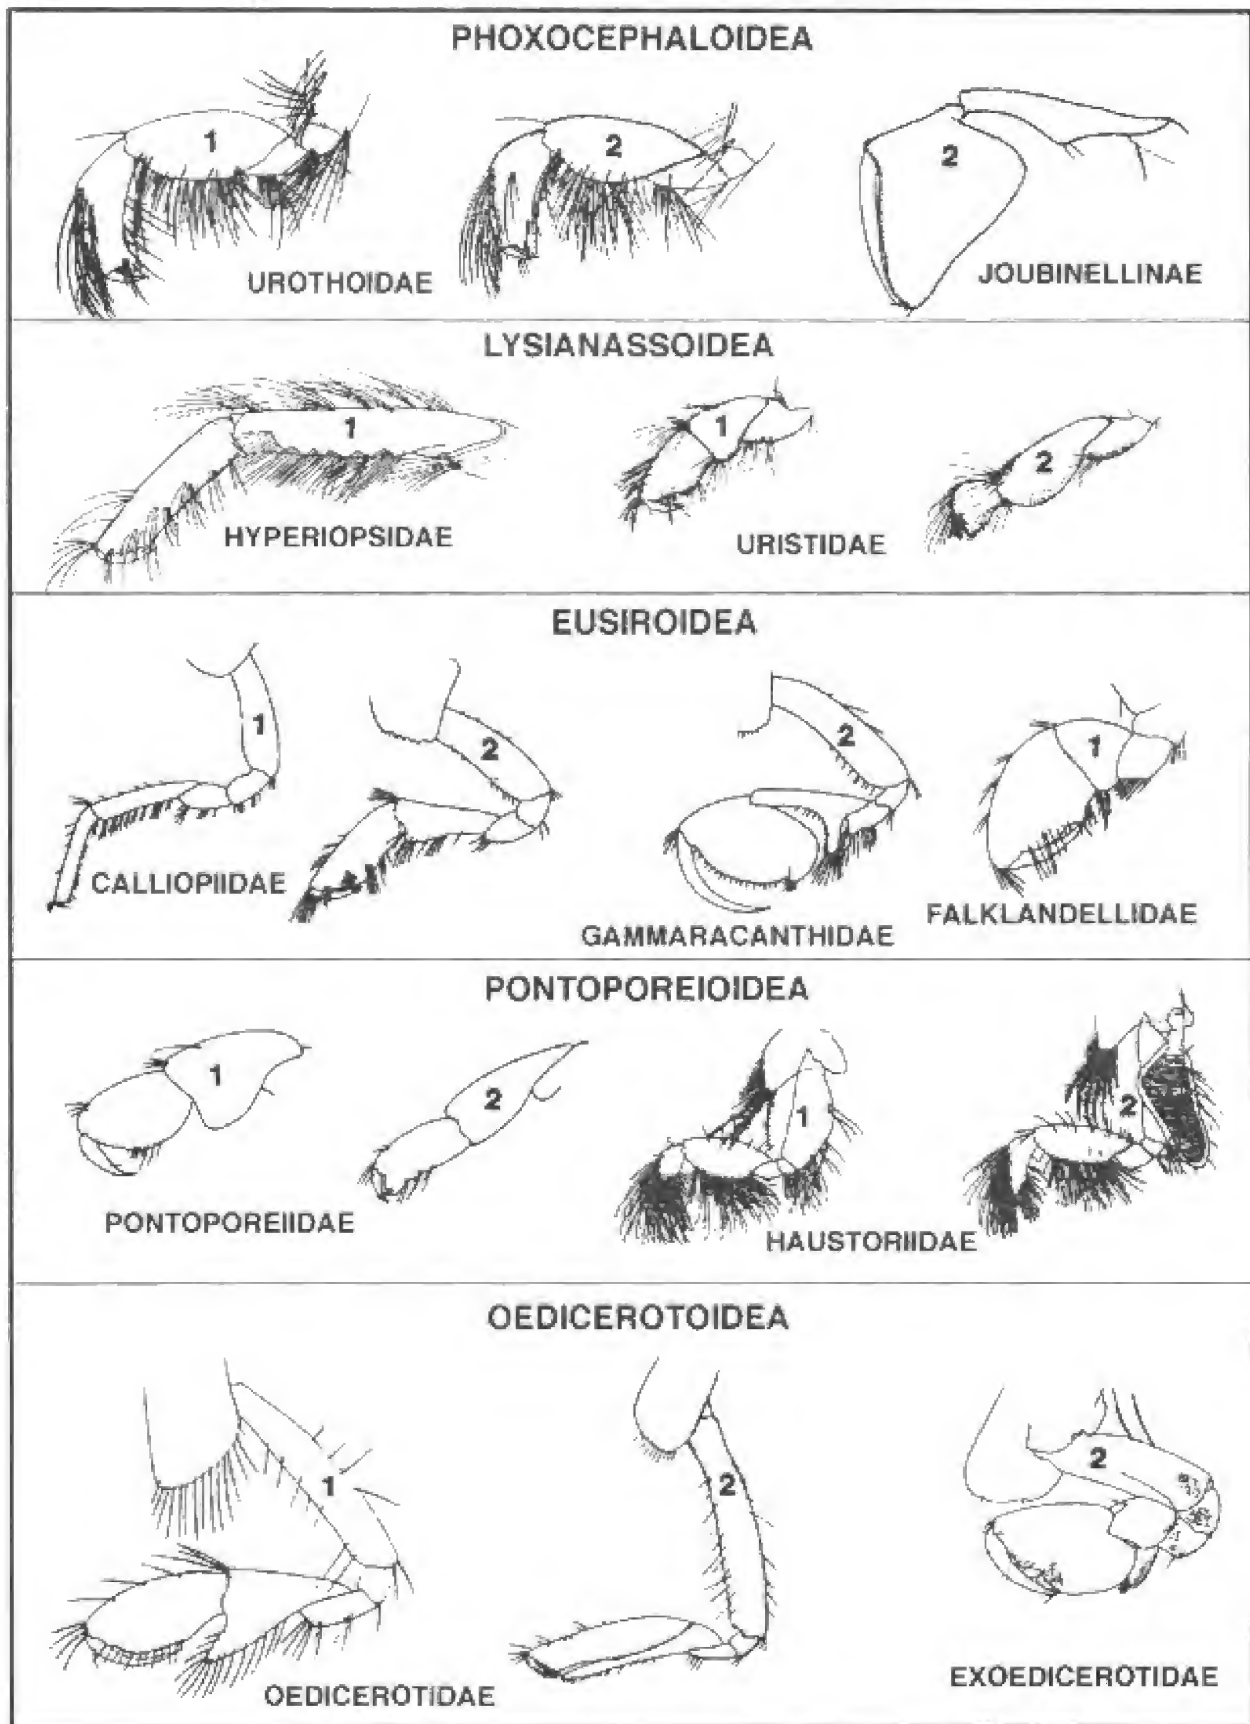 PHOXOCEPHALOIDEA
1
2
2
UROTHOIDAE
JOUBINELLINAE
LYSIANASSOIDEA
1
1
2
HYPERIOPSIDAE
URISTIDAE
EUSIROIDEA
1
2
2
1
CALLIOPIIDAE
GAMMARACANTHIDAE
FALKLANDELLIDAE
PONTOPOREIOIDEA
1
2
1
2
PONTOPOREIIDAE
HAUSTORIIDAE
OEDICEROTOIDEA
1
2
2
OEDICEROTIDAE
EXOEDICEROTIDAE